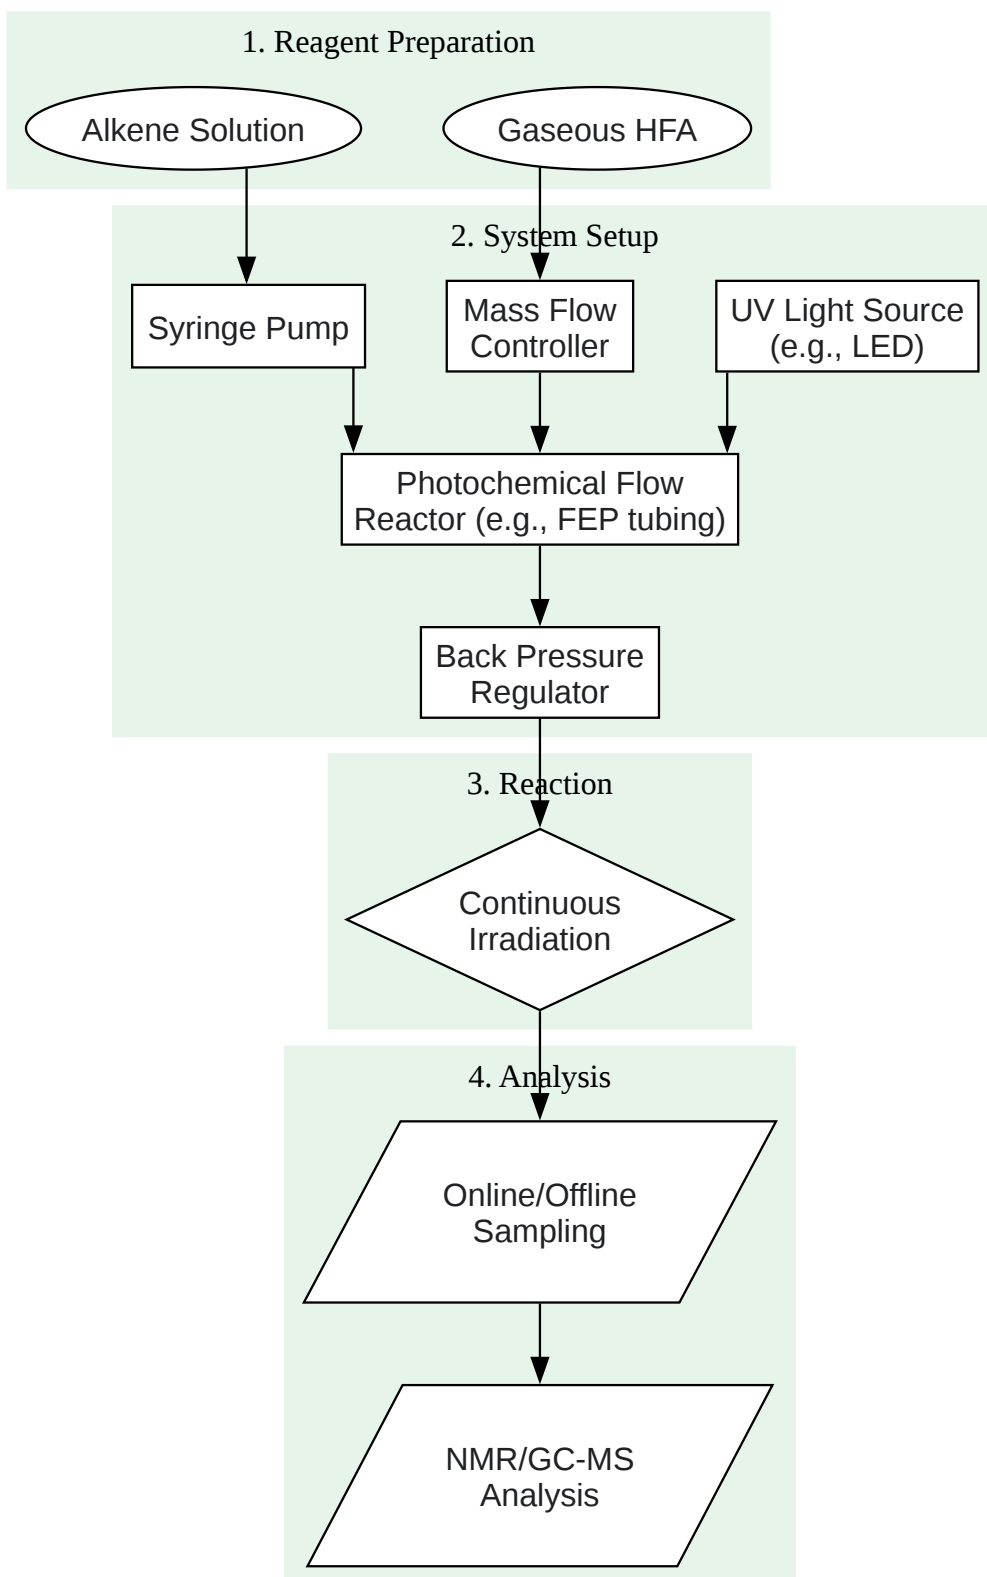 1. Reagent Preparation
Alkene Solution
Gaseous HFA
2. System Setup
Syringe Pump
Mass Flow
Controller
UV Light Source
(e.g., LED)
Photochemical Flow
Reactor (e.g., FEP tubing)
Back Pressure
Regulator
3. Reaction
Continuous
Irradiation
4. Analysis
Online/Offline
Sampling
NMR/GC-MS
Analysis